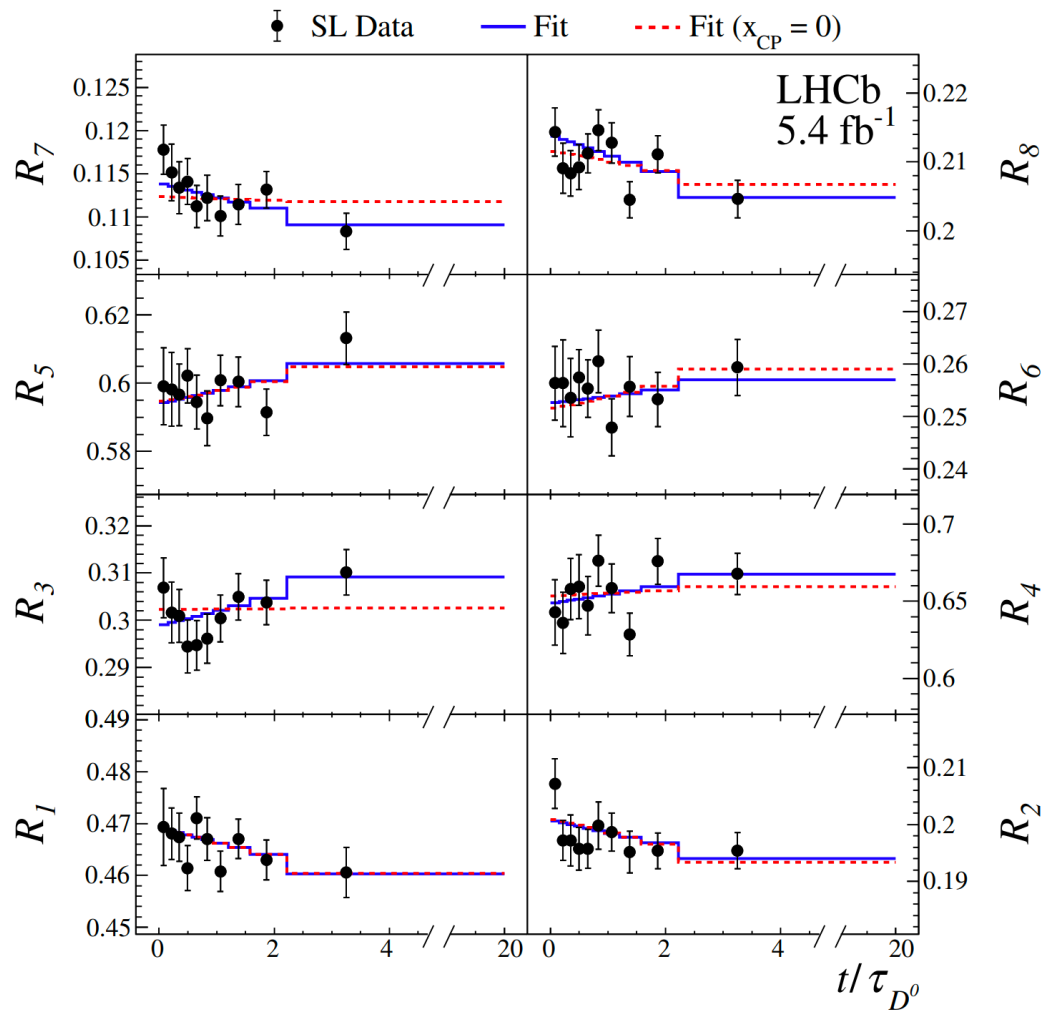 SL Data Fit Fit (x_CP = 0)
LHCb
5.4 fb⁻¹
R_7
0.125
0.12
0.115
0.11
0.105
R_8
0.22
0.21
0.2
R_5
0.62
0.6
0.58
R_6
0.27
0.26
0.25
0.24
R_3
0.32
0.31
0.3
0.29
R_4
0.7
0.65
0.6
R_1
0.49
0.48
0.47
0.46
0.45
R_2
0.21
0.2
0.19
0 2 4 20 0 2 4 20
t / τ_D⁰